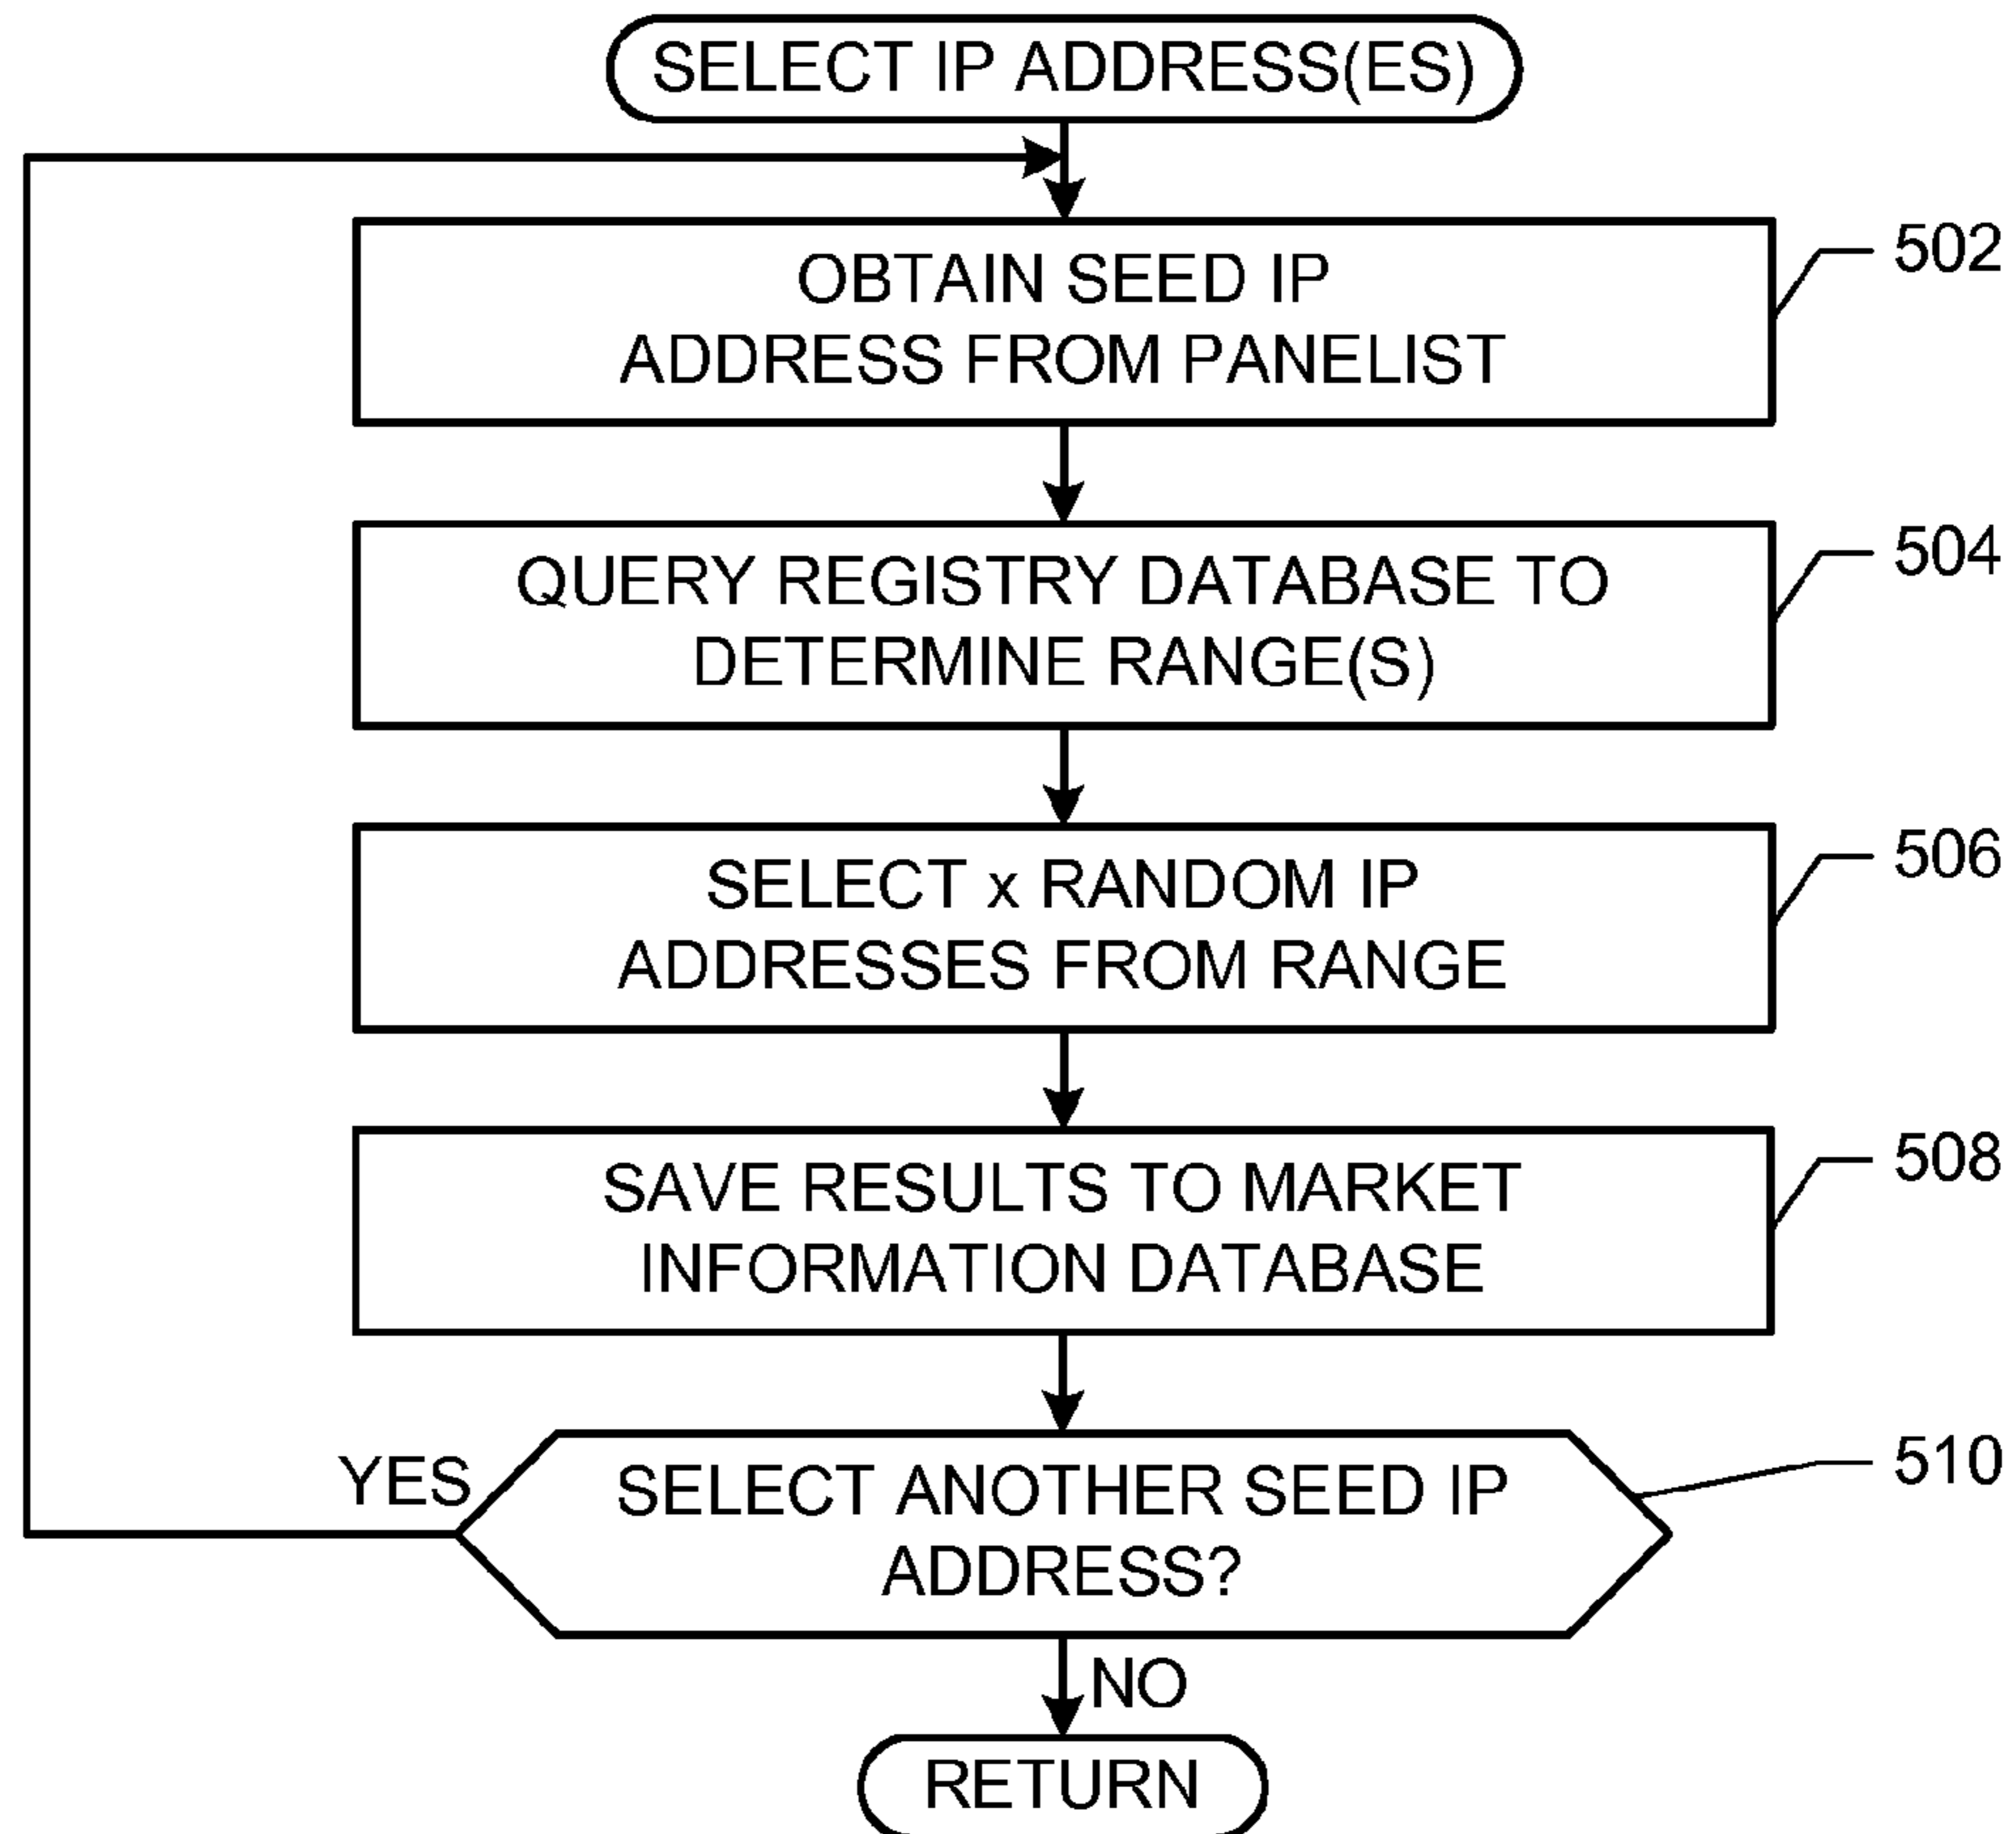 SELECT IP ADDRESS(ES)
OBTAIN SEED IP
ADDRESS FROM PANELIST
502
QUERY REGISTRY DATABASE TO
DETERMINE RANGE(S)
504
SELECT x RANDOM IP
ADDRESSES FROM RANGE
506
SAVE RESULTS TO MARKET
INFORMATION DATABASE
508
YES
SELECT ANOTHER SEED IP
ADDRESS?
510
NO
RETURN